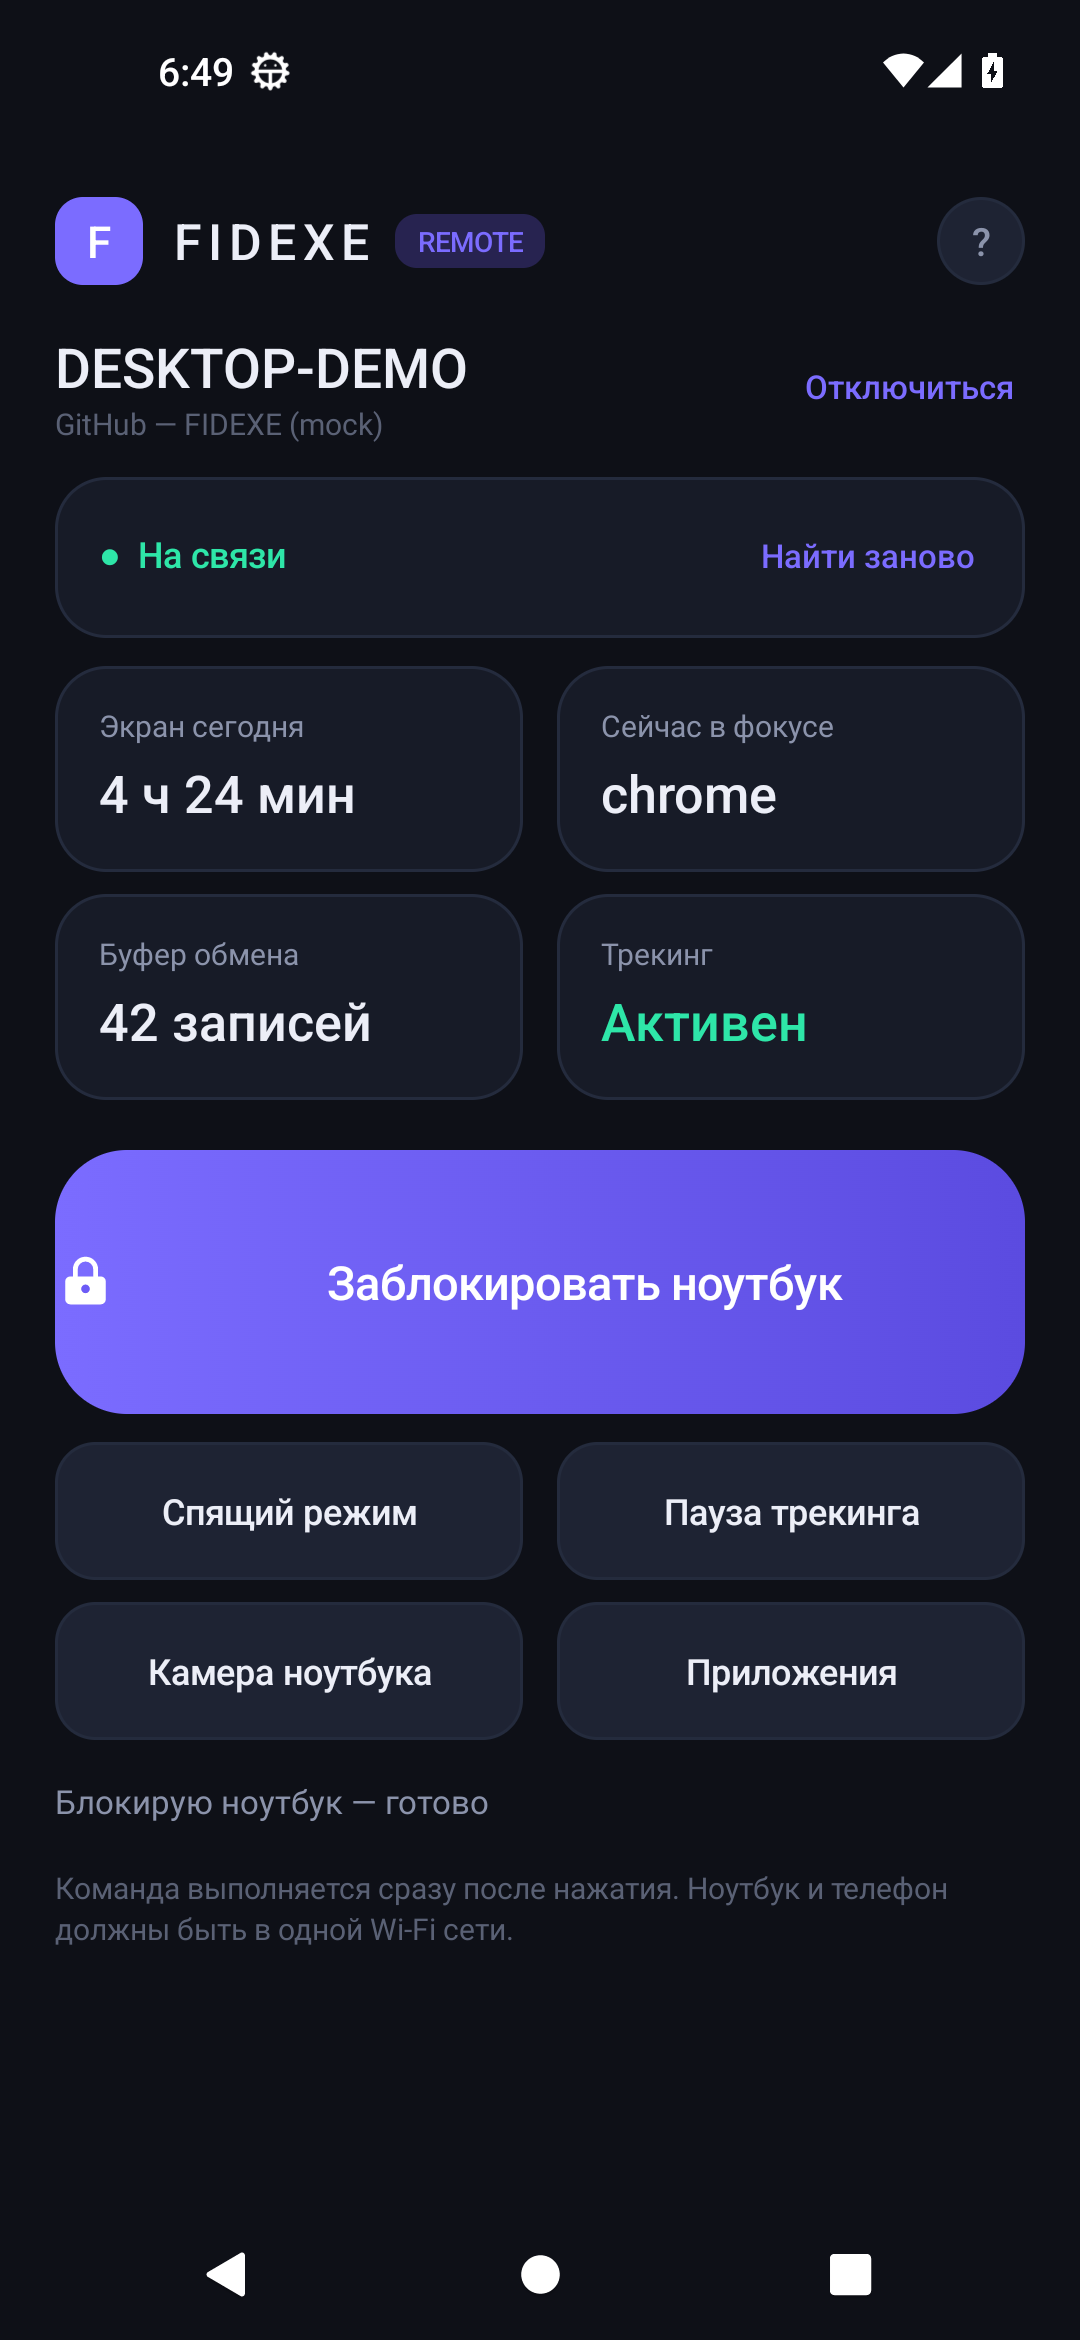 6:49
F FIDEXE REMOTE ?
DESKTOP-DEMO
GitHub — FIDEXE (mock)
Отключиться
На связи
Найти заново
Экран сегодня
4 ч 24 мин
Сейчас в фокусе
chrome
Буфер обмена
42 записей
Трекинг
Активен
Заблокировать ноутбук
Спящий режим
Пауза трекинга
Камера ноутбука
Приложения
Блокирую ноутбук — готово
Команда выполняется сразу после нажатия. Ноутбук и телефон
должны быть в одной Wi-Fi сети.